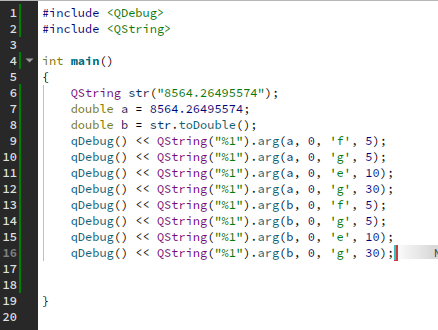 1 #include <QDebug>
2 #include <QString>
3
4 int main()
5 {
6 QString str("8564.26495574");
7 double a = 8564.26495574;
8 double b = str.toDouble();
9 qDebug() << QString("%1").arg(a, 0, 'f', 5);
10 qDebug() << QString("%1").arg(a, 0, 'g', 5);
11 qDebug() << QString("%1").arg(a, 0, 'e', 10);
12 qDebug() << QString("%1").arg(a, 0, 'g', 30);
13 qDebug() << QString("%1").arg(b, 0, 'f', 5);
14 qDebug() << QString("%1").arg(b, 0, 'g', 5);
15 qDebug() << QString("%1").arg(b, 0, 'e', 10);
16 qDebug() << QString("%1").arg(b, 0, 'g', 30);
17
18
19 }
20